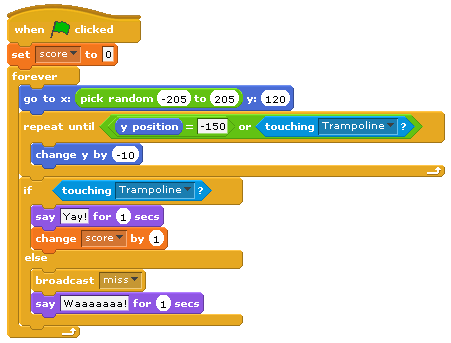 when clicked
set score to 0
forever
go to x: pick random -205 to 205 y: 120
repeat until y position = -150 or touching Trampoline ?
change y by -10
if touching Trampoline ?
say Yay! for 1 secs
change score by 1
else
broadcast miss
say Waaaaaaa! for 1 secs